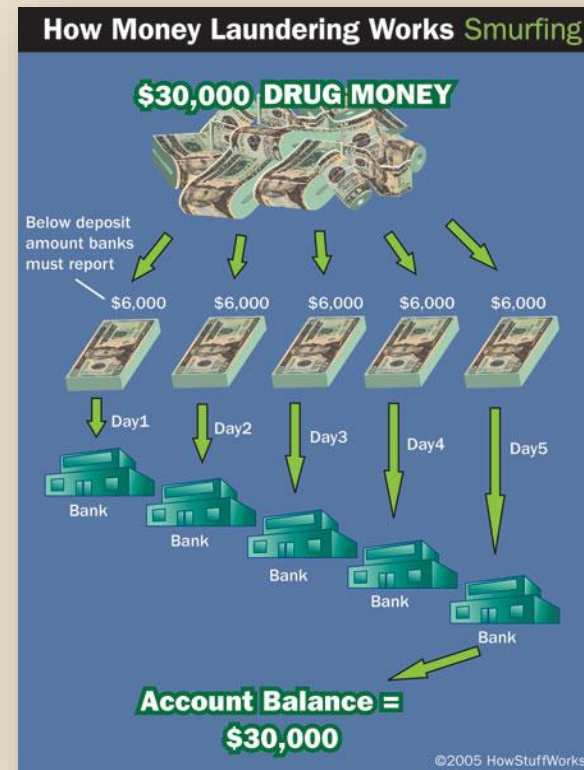 How Money Laundering Works Smurfing
$30,000 DRUG MONEY
Below deposit
amount banks
must report
$6,000 $6,000 $6,000 $6,000 $6,000
Day1
Day2
Day3
Day4
Day5
Bank
Bank
Bank
Bank
Bank
Account Balance =
$30,000
©2005 HowStuffWorks